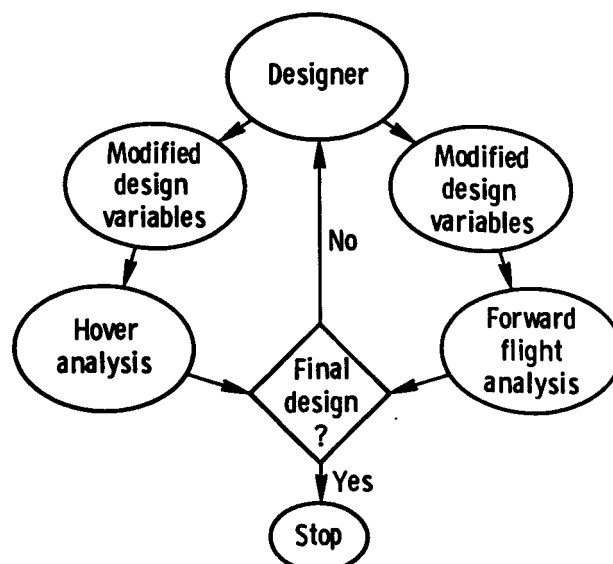 Designer
Modified
design
variables
Modified
design
variables
No
Hover
analysis
Forward
flight
analysis
Final
design
?
Yes
Stop